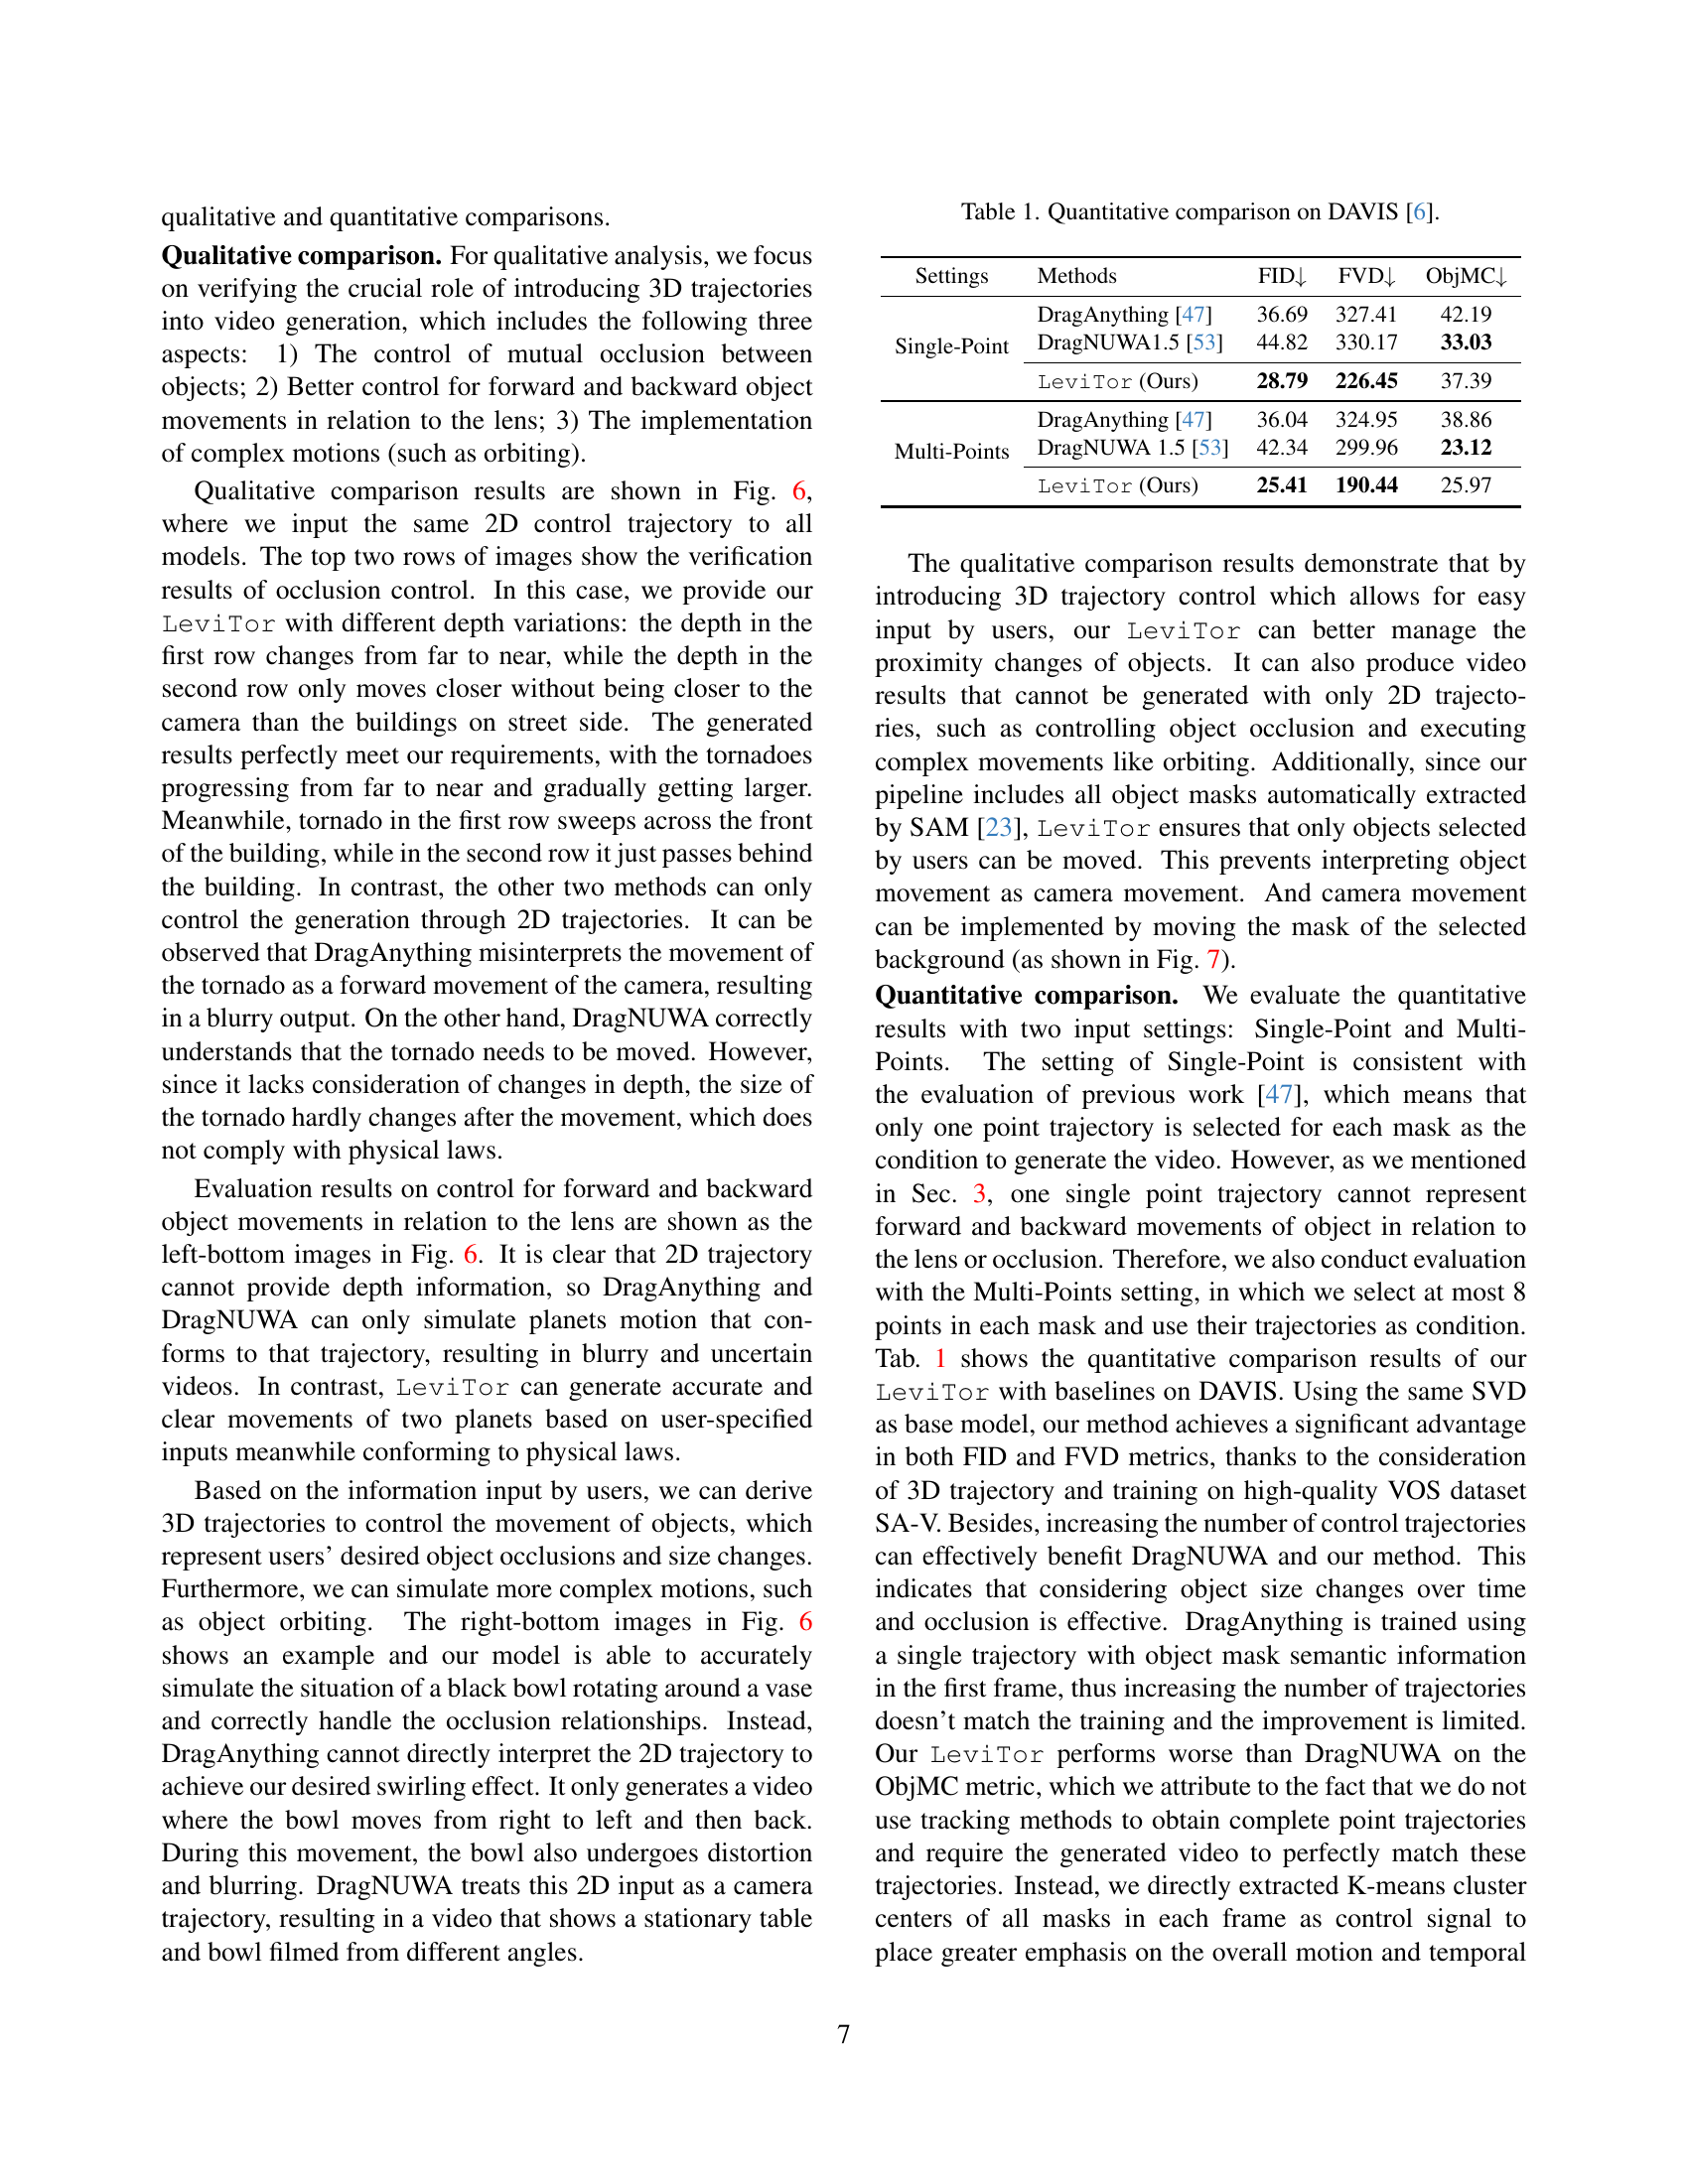 qualitative and quantitative comparisons.
Qualitative comparison. For qualitative analysis, we focus
on verifying the crucial role of introducing 3D trajectories
into video generation, which includes the following three
aspects: 1) The control of mutual occlusion between
objects; 2) Better control for forward and backward object
movements in relation to the lens; 3) The implementation
of complex motions (such as orbiting).
Qualitative comparison results are shown in Fig. 6,
where we input the same 2D control trajectory to all
models. The top two rows of images show the verification
results of occlusion control. In this case, we provide our
LeviTor with different depth variations: the depth in the
first row changes from far to near, while the depth in the
second row only moves closer without being closer to the
camera than the buildings on street side. The generated
results perfectly meet our requirements, with the tornadoes
progressing from far to near and gradually getting larger.
Meanwhile, tornado in the first row sweeps across the front
of the building, while in the second row it just passes behind
the building. In contrast, the other two methods can only
control the generation through 2D trajectories. It can be
observed that DragAnything misinterprets the movement of
the tornado as a forward movement of the camera, resulting
in a blurry output. On the other hand, DragNUWA correctly
understands that the tornado needs to be moved. However,
since it lacks consideration of changes in depth, the size of
the tornado hardly changes after the movement, which does
not comply with physical laws.
Evaluation results on control for forward and backward
object movements in relation to the lens are shown as the
left-bottom images in Fig. 6. It is clear that 2D trajectory
cannot provide depth information, so DragAnything and
DragNUWA can only simulate planets motion that con-
forms to that trajectory, resulting in blurry and uncertain
videos. In contrast, LeviTor can generate accurate and
clear movements of two planets based on user-specified
inputs meanwhile conforming to physical laws.
Based on the information input by users, we can derive
3D trajectories to control the movement of objects, which
represent users' desired object occlusions and size changes.
Furthermore, we can simulate more complex motions, such
as object orbiting. The right-bottom images in Fig. 6
shows an example and our model is able to accurately
simulate the situation of a black bowl rotating around a vase
and correctly handle the occlusion relationships. Instead,
DragAnything cannot directly interpret the 2D trajectory to
achieve our desired swirling effect. It only generates a video
where the bowl moves from right to left and then back.
During this movement, the bowl also undergoes distortion
and blurring. DragNUWA treats this 2D input as a camera
trajectory, resulting in a video that shows a stationary table
and bowl filmed from different angles.
Table 1. Quantitative comparison on DAVIS [6].
Settings Methods FID↓ FVD↓ ObjMC↓
DragAnything [47] 36.69 327.41 42.19
Single-Point DragNUWA1.5 [53] 44.82 330.17 33.03
LeviTor (Ours) 28.79 226.45 37.39
DragAnything [47] 36.04 324.95 38.86
Multi-Points DragNUWA 1.5 [53] 42.34 299.96 23.12
LeviTor (Ours) 25.41 190.44 25.97
The qualitative comparison results demonstrate that by
introducing 3D trajectory control which allows for easy
input by users, our LeviTor can better manage the
proximity changes of objects. It can also produce video
results that cannot be generated with only 2D trajecto-
ries, such as controlling object occlusion and executing
complex movements like orbiting. Additionally, since our
pipeline includes all object masks automatically extracted
by SAM [23], LeviTor ensures that only objects selected
by users can be moved. This prevents interpreting object
movement as camera movement. And camera movement
can be implemented by moving the mask of the selected
background (as shown in Fig. 7).
Quantitative comparison. We evaluate the quantitative
results with two input settings: Single-Point and Multi-
Points. The setting of Single-Point is consistent with
the evaluation of previous work [47], which means that
only one point trajectory is selected for each mask as the
condition to generate the video. However, as we mentioned
in Sec. 3, one single point trajectory cannot represent
forward and backward movements of object in relation to
the lens or occlusion. Therefore, we also conduct evaluation
with the Multi-Points setting, in which we select at most 8
points in each mask and use their trajectories as condition.
Tab. 1 shows the quantitative comparison results of our
LeviTor with baselines on DAVIS. Using the same SVD
as base model, our method achieves a significant advantage
in both FID and FVD metrics, thanks to the consideration
of 3D trajectory and training on high-quality VOS dataset
SA-V. Besides, increasing the number of control trajectories
can effectively benefit DragNUWA and our method. This
indicates that considering object size changes over time
and occlusion is effective. DragAnything is trained using
a single trajectory with object mask semantic information
in the first frame, thus increasing the number of trajectories
doesn't match the training and the improvement is limited.
Our LeviTor performs worse than DragNUWA on the
ObjMC metric, which we attribute to the fact that we do not
use tracking methods to obtain complete point trajectories
and require the generated video to perfectly match these
trajectories. Instead, we directly extracted K-means cluster
centers of all masks in each frame as control signal to
place greater emphasis on the overall motion and temporal
7